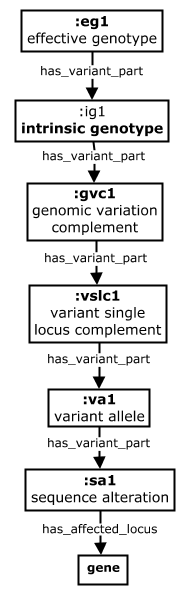 :eg1
effective genotype
has_variant_part
:ig1
intrinsic genotype
has_variant_part
:gvc1
genomic variation
complement
has_variant_part
:vslc1
variant single
locus complement
has_variant_part
:va1
variant allele
has_variant_part
:sa1
sequence alteration
has_affected_locus
gene